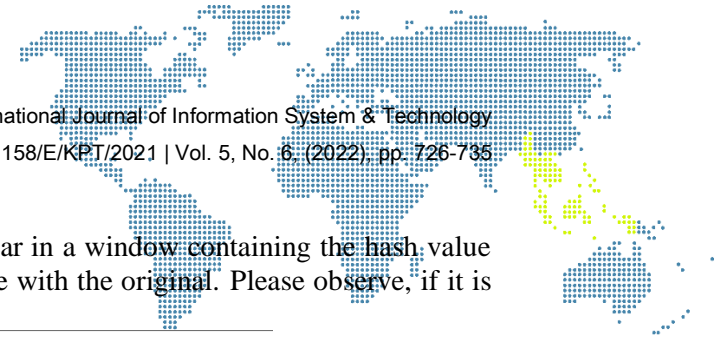 national Journal of Information System & Technology
158/E/KPT/2021 | Vol. 5, No. 6, (2022), pp. 726-735
ar in a window containing the hash value
e with the original. Please observe, if it is